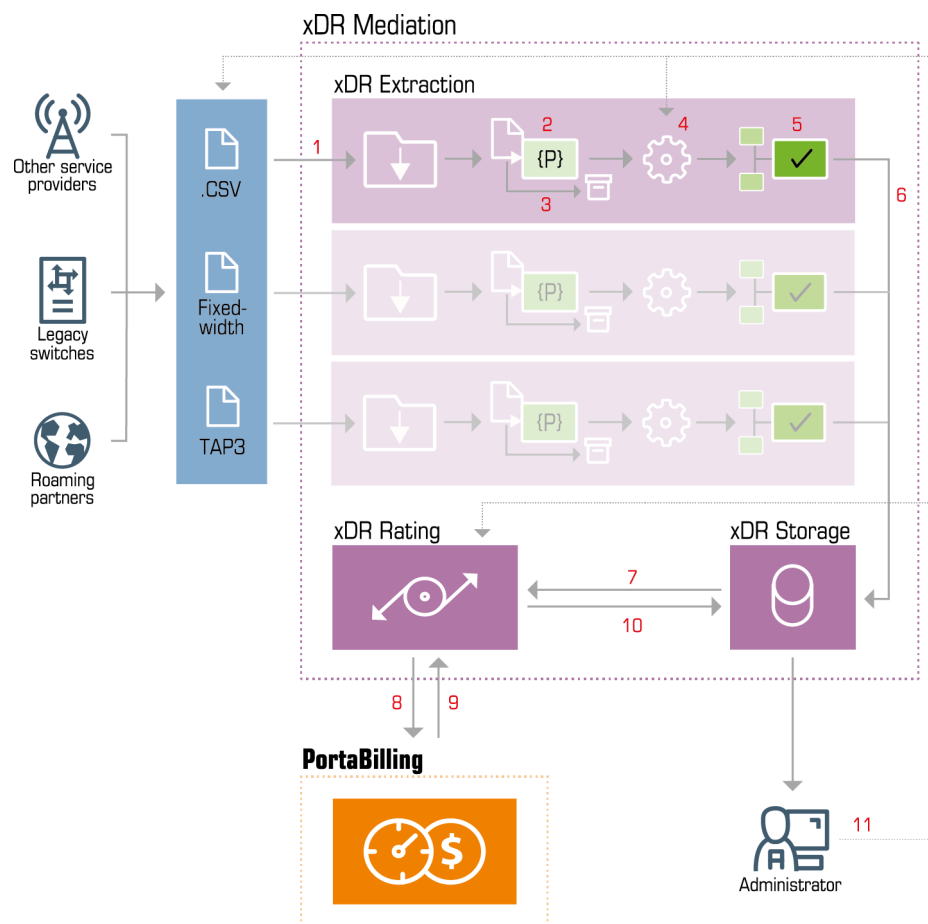 xDR Mediation
xDR Extraction
Other service
providers
Legacy
switches
Roaming
partners
.CSV
Fixed-
width
TAP3
1
2
{P}
3
4
5
6
{P}
{P}
xDR Rating
xDR Storage
7
10
8
9
PortaBilling
$
A
11
Administrator